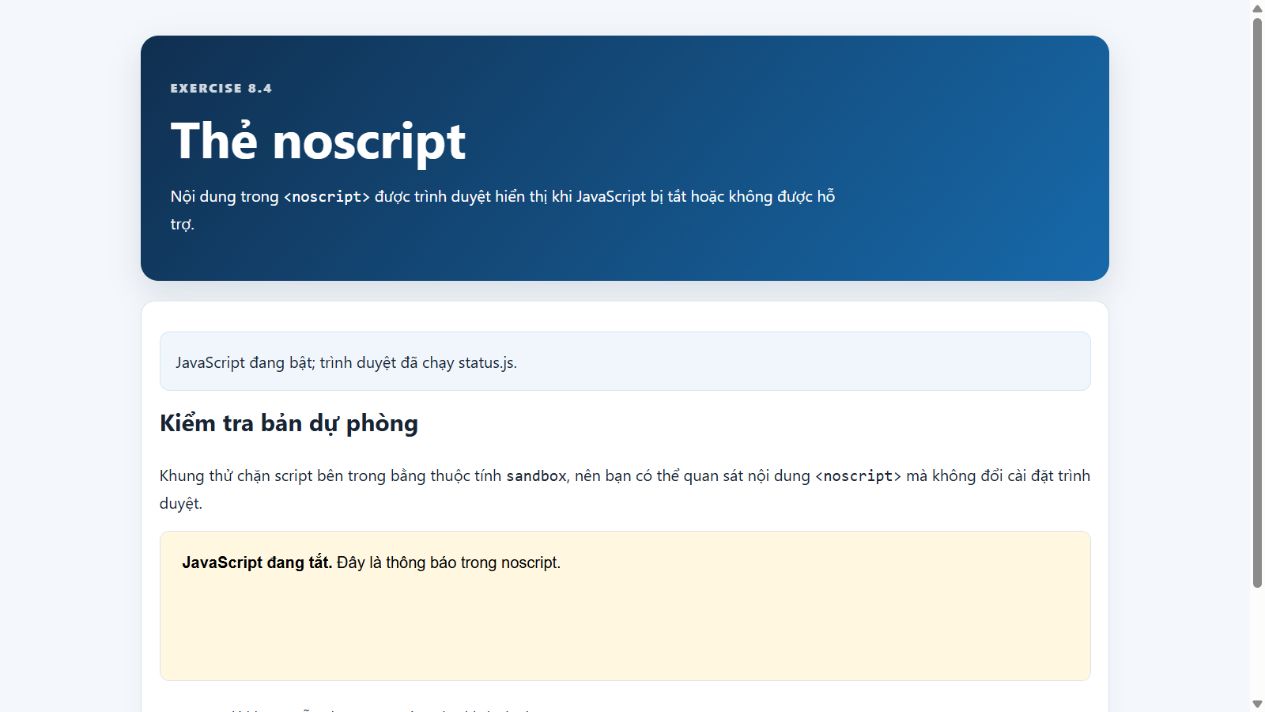 EXERCISE 8.4
Thẻ noscript
Nội dung trong <noscript> được trình duyệt hiển thị khi JavaScript bị tắt hoặc không được hỗ
trợ.
JavaScript đang bật; trình duyệt đã chạy status.js.
Kiểm tra bản dự phòng
Khung thử chặn script bên trong bằng thuộc tính sandbox, nên bạn có thể quan sát nội dung <noscript> mà không đổi cài đặt trình
duyệt.
JavaScript đang tắt. Đây là thông báo trong noscript.